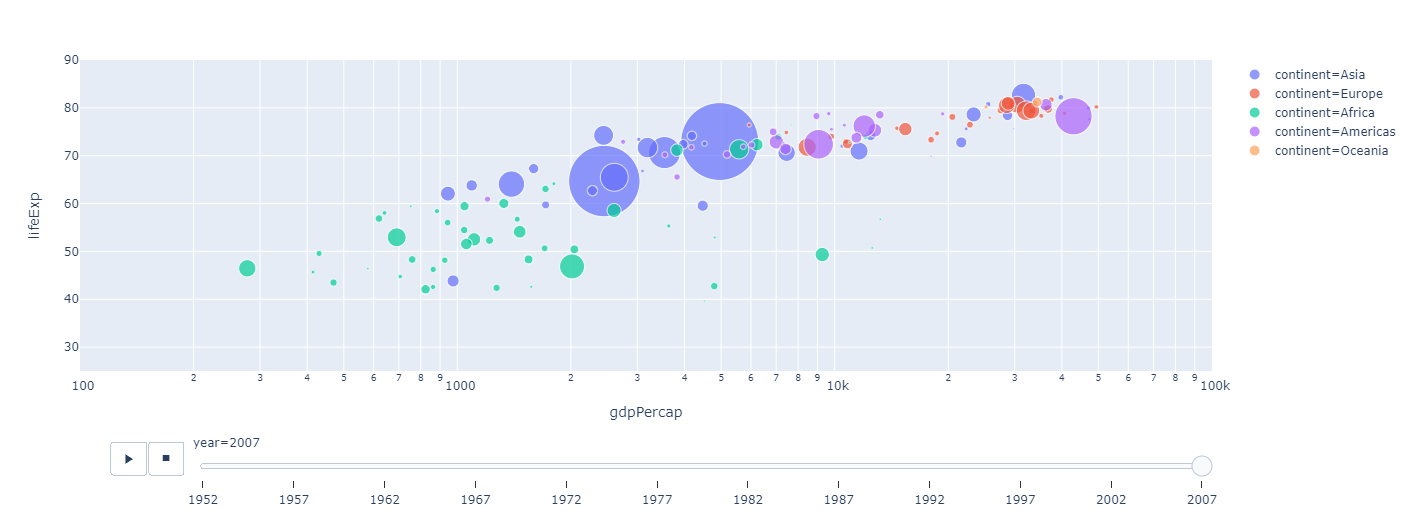 90
continent=Asia
80
continent=Europe
continent=Africa
70
continent=Americas
continent=Oceania
60
lifeExp
50
40
30
2 3 4 5 6 7 8 9 2 3 4 5 6 7 8 9 2 3 4 5 6 7 8 9
100 1000 10k 100k
gdpPercap
year=2007
1952 1957 1962 1967 1972 1977 1982 1987 1992 1997 2002 2007